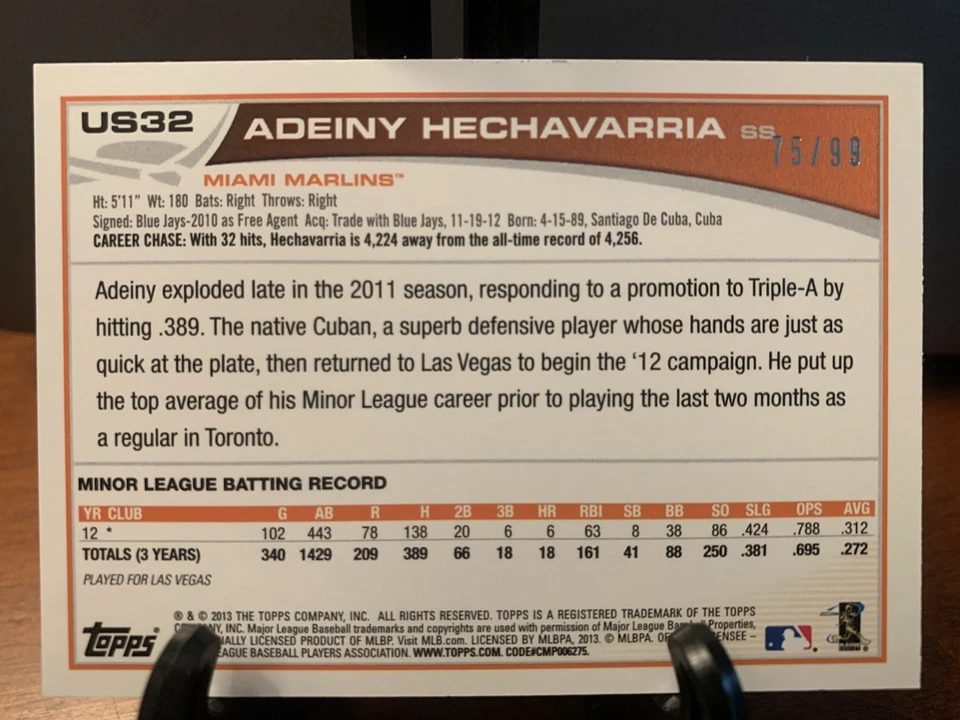 US32 ADEINY HECHAVARRIA SS
75/99
MIAMI MARLINS™
Ht: 5'11" Wt: 180 Bats: Right Throws: Right
Signed: Blue Jays-2010 as Free Agent Acq: Trade with Blue Jays, 11-19-12 Born: 4-15-89, Santiago De Cuba, Cuba
CAREER CHASE: With 32 hits, Hechavarria is 4,224 away from the all-time record of 4,256.
Adeiny exploded late in the 2011 season, responding to a promotion to Triple-A by
hitting .389. The native Cuban, a superb defensive player whose hands are just as
quick at the plate, then returned to Las Vegas to begin the ‘12 campaign. He put up
the top average of his Minor League career prior to playing the last two months as
a regular in Toronto.
MINOR LEAGUE BATTING RECORD
YR CLUB G AB R H 2B 3B HR RBI SB BB SO SLG OPS AVG
12 * 102 443 78 138 20 6 6 63 8 38 86 .424 .788 .312
TOTALS (3 YEARS) 340 1429 209 389 66 18 18 161 41 88 250 .381 .695 .272
PLAYED FOR LAS VEGAS
Topps®
® & © 2013 THE TOPPS COMPANY, INC. ALL RIGHTS RESERVED. TOPPS IS A REGISTERED TRADEMARK OF THE TOPPS
INC. Major League Baseball trademarks and copyrights are used with permission of Major League Properties,
LICENSED PRODUCT OF MLBP. Visit MLB.com. LICENSED BY MLBPA, 2013. © MLBPA.
BASEBALL PLAYERS ASSOCIATION. WWW.TOPPS.COM. CODE#CMP006275.